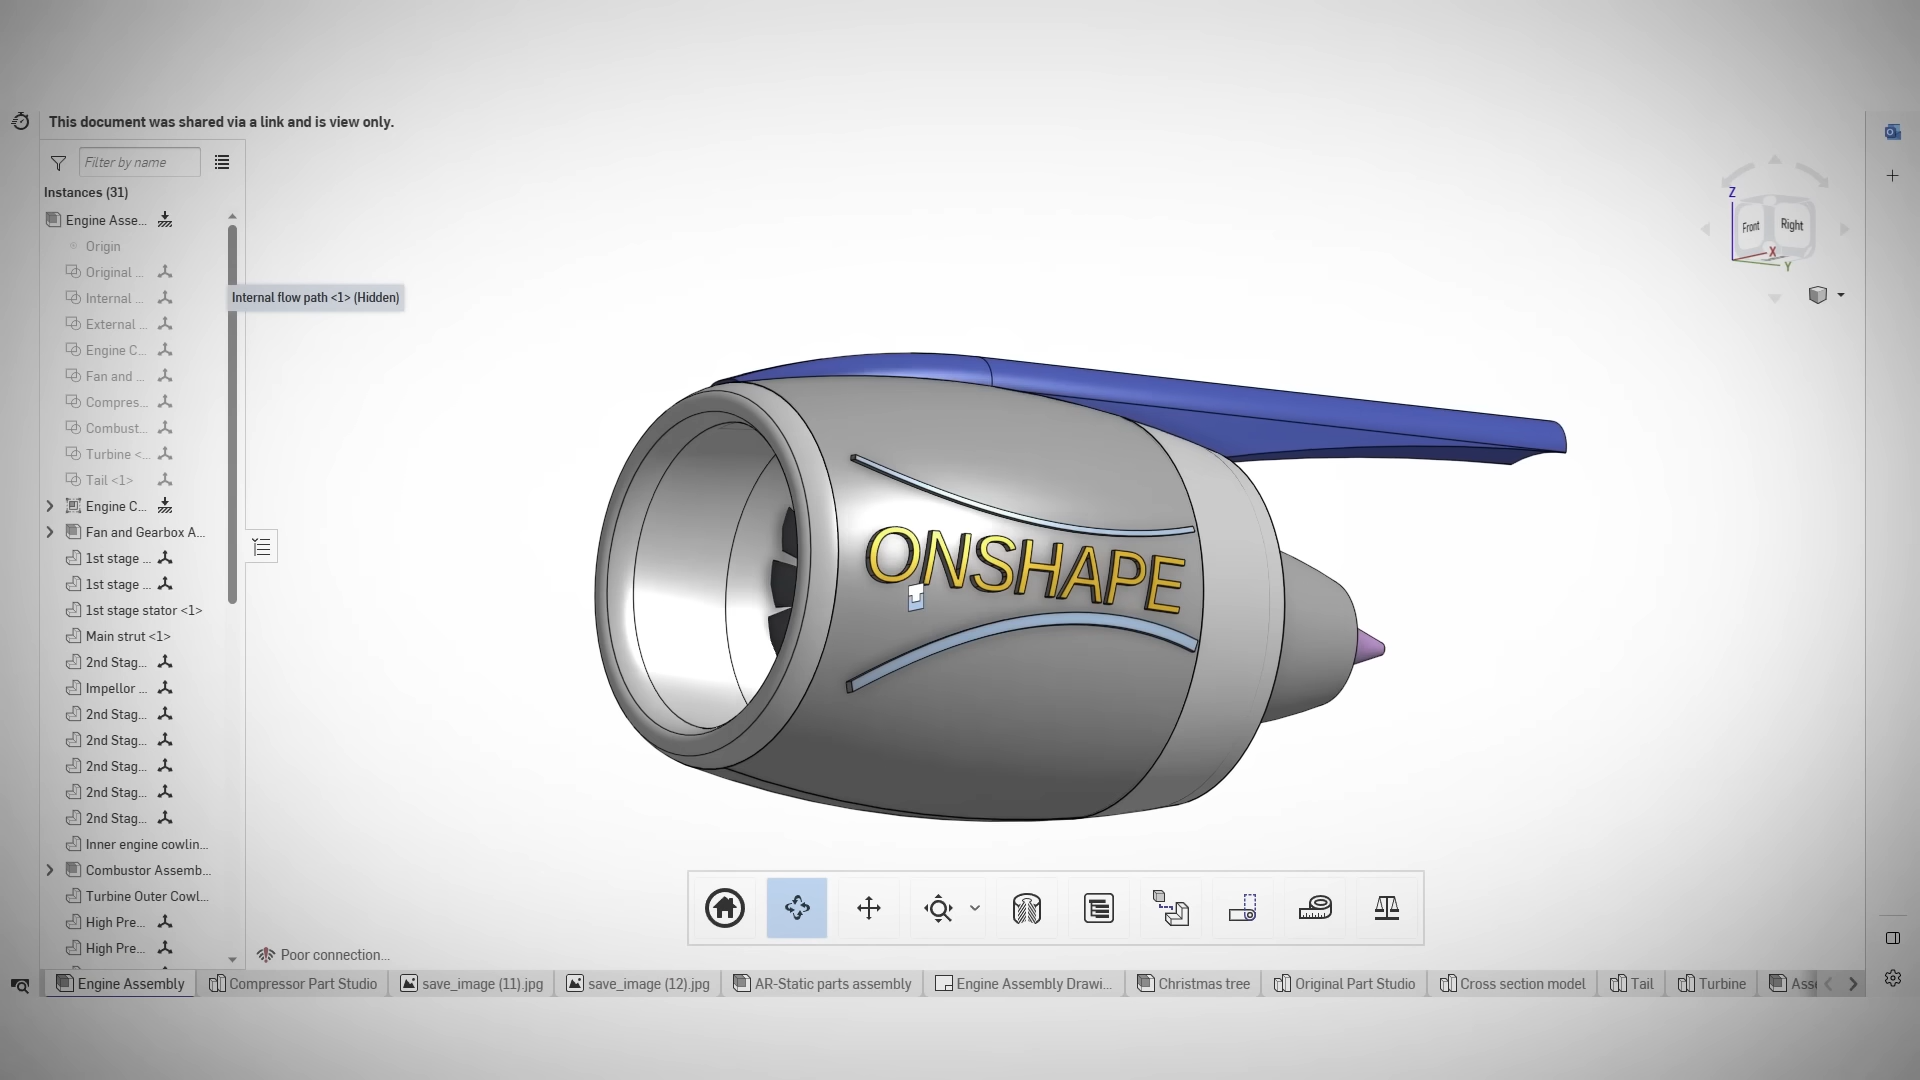 This document was shared via a link and is view only.
Filter by name
Instances (31)
Engine Asse...
Origin
Original ...
Internal ...
Internal flow path <1> (Hidden)
External ...
Engine C...
Fan and ...
Compres...
Combust...
Turbine <...
Tail <1>
Engine C...
Fan and Gearbox A...
1st stage ...
1st stage ...
1st stage stator <1>
Main strut <1>
2nd Stag...
Impellor ...
2nd Stag...
2nd Stag...
2nd Stag...
2nd Stag...
2nd Stag...
Inner engine cowlin...
Combustor Assemb...
Turbine Outer Cowl...
High Pre...
High Pre...
ONSHAPE
Z
Front
Right
X
Y
Poor connection...
Engine Assembly
Compressor Part Studio
save_image (11).jpg
save_image (12).jpg
AR-Static parts assembly
Engine Assembly Drawi...
Christmas tree
Original Part Studio
Cross section model
Tail
Turbine
Asse